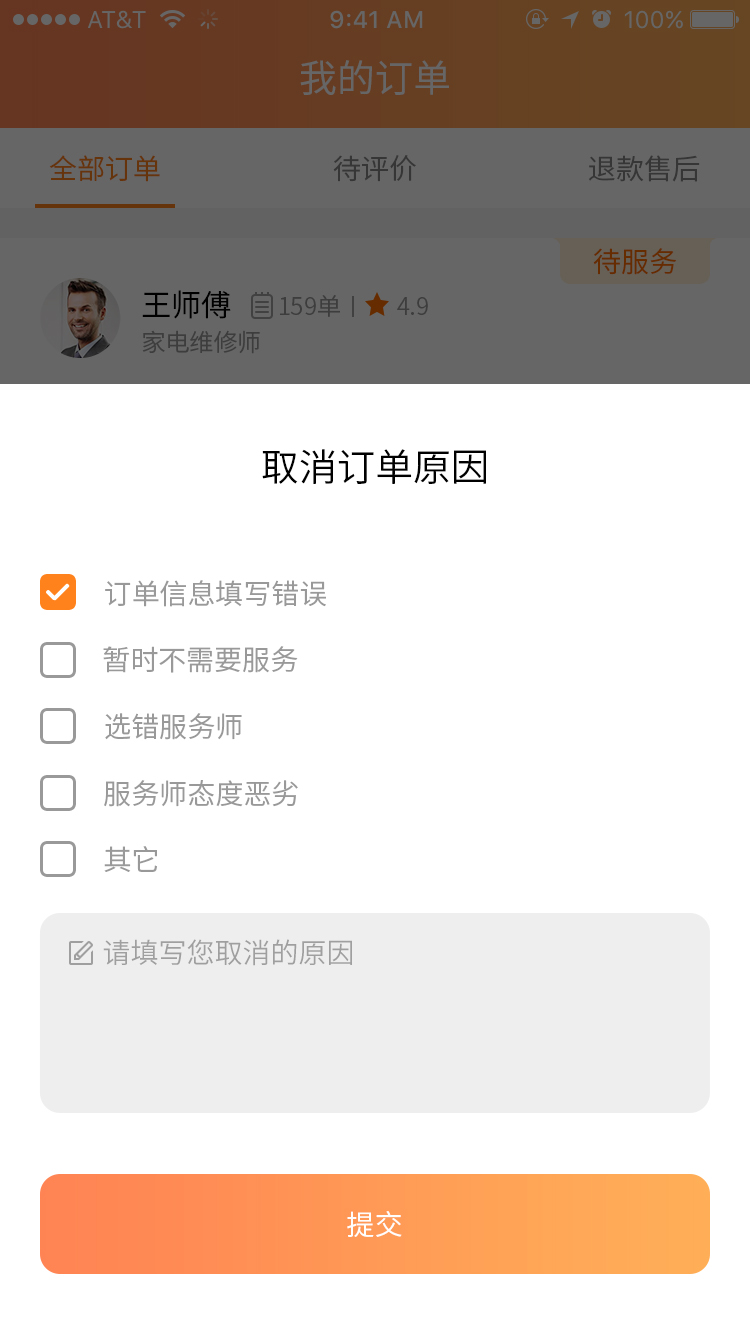 AT&T 9:41 AM 100%
我的订单
全部订单 待评价 退款售后
待服务
王师傅 159单 | 4.9
家电维修师
取消订单原因
订单信息填写错误
暂时不需要服务
选错服务师
服务师态度恶劣
其它
请填写您取消的原因
提交